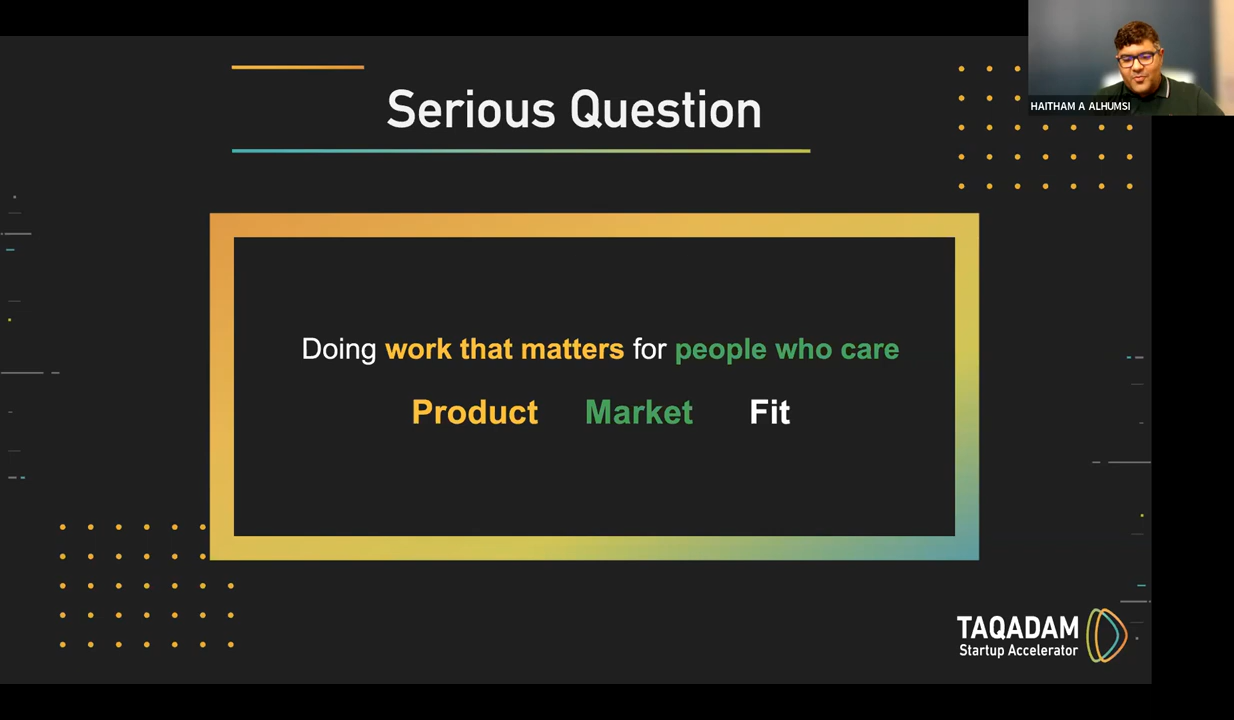 Serious Question
HAITHAM A ALHUMSI
Doing work that matters for people who care
Product Market Fit
TAQADAM
Startup Accelerator